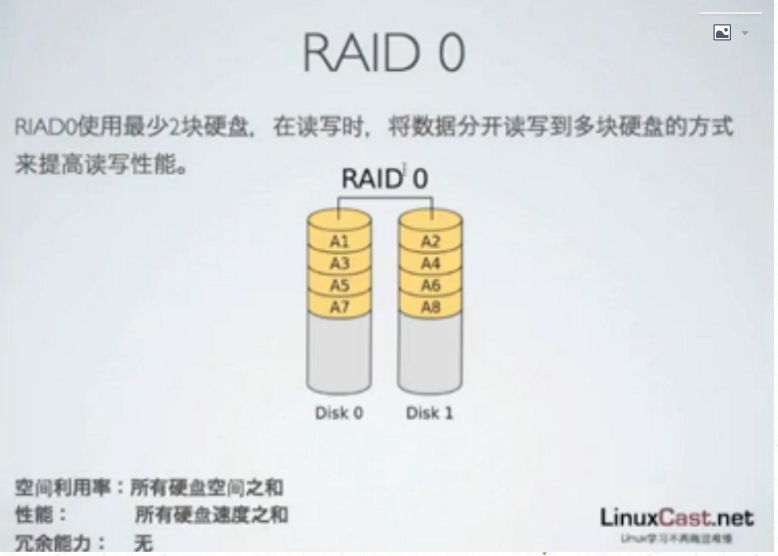 RAID 0
RIAD0使用最少2块硬盘，在读写时，将数据分开读写到多块硬盘的方式
来提高读写性能。
RAID 0
A1 A2
A3 A4
A5 A6
A7 A8
Disk 0 Disk 1
空间利用率：所有硬盘空间之和
性能： 所有硬盘速度之和
冗余能力： 无
LinuxCast.net